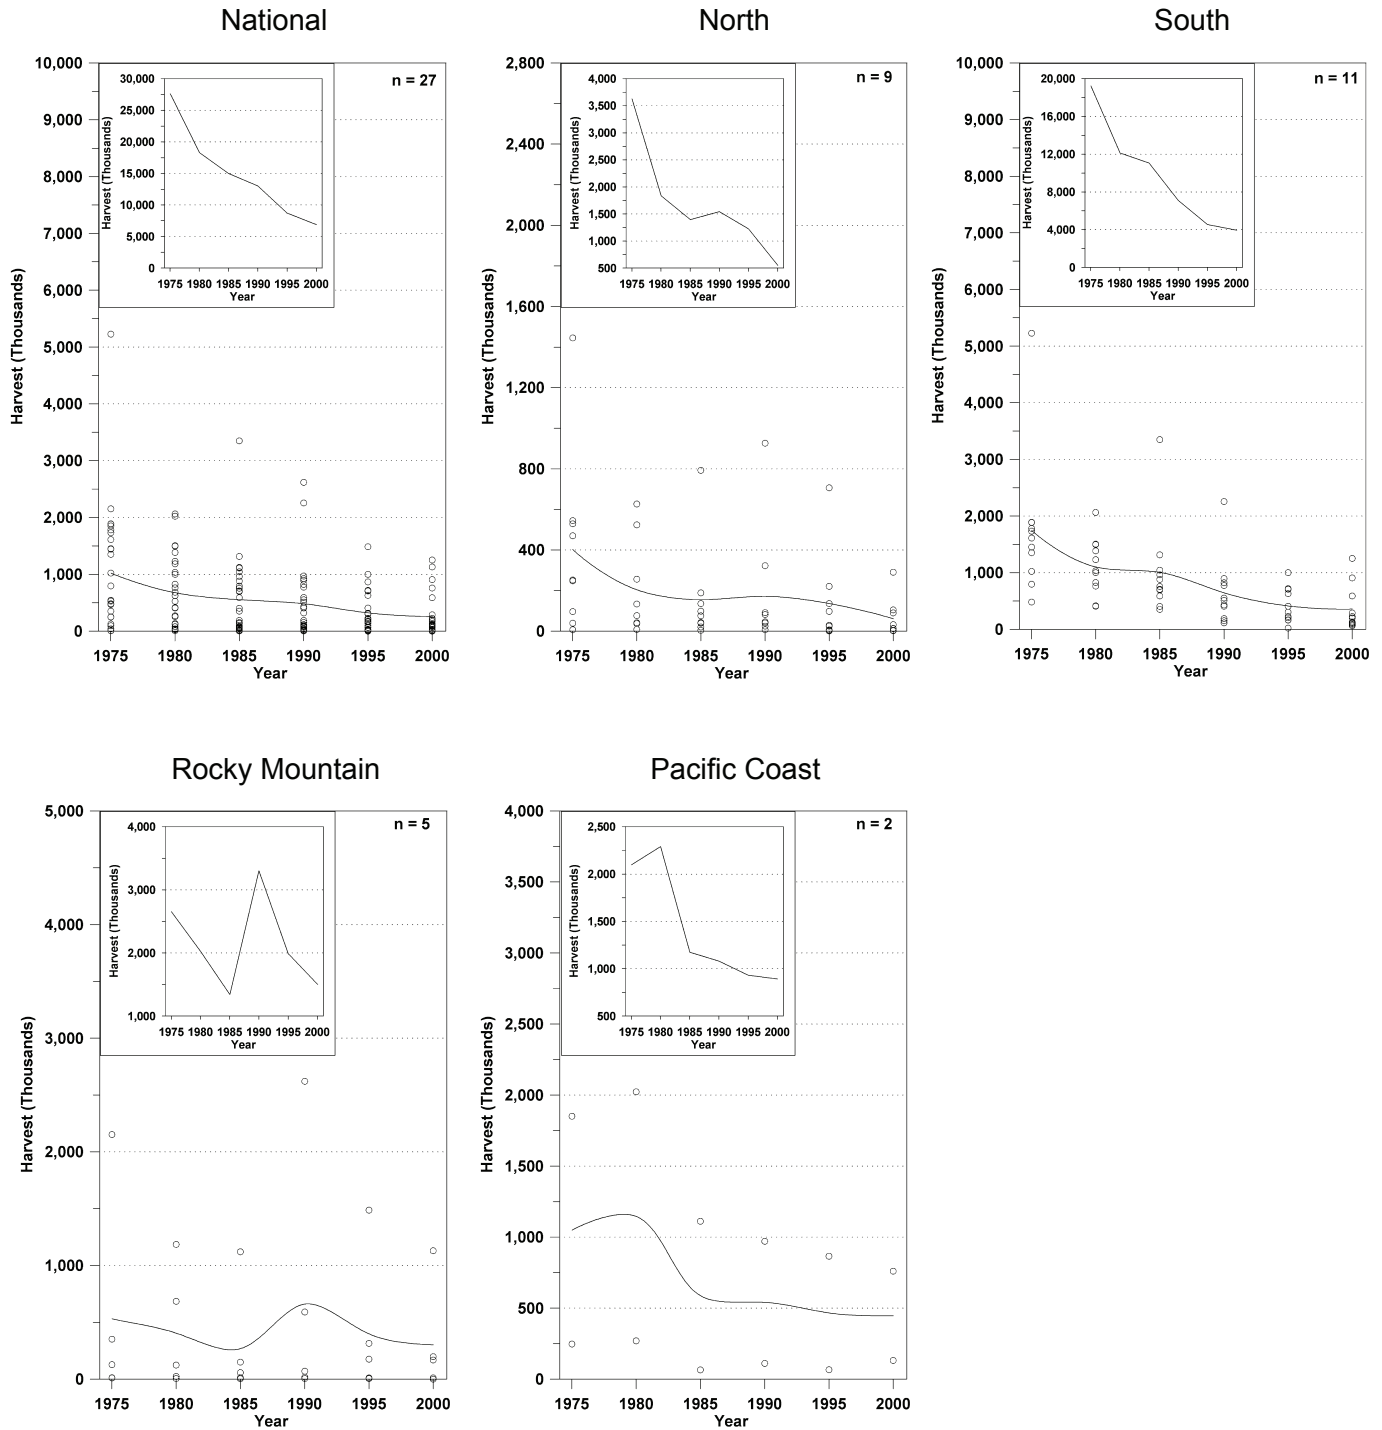 National
10,000
9,000
8,000
7,000
6,000
5,000
4,000
3,000
2,000
1,000
0
Harvest (Thousands)
1975 1980 1985 1990 1995 2000
Year
n = 27
30,000
25,000
20,000
15,000
10,000
5,000
0
Harvest (Thousands)
1975 1980 1985 1990 1995 2000
Year
North
2,800
2,400
2,000
1,600
1,200
800
400
0
Harvest (Thousands)
1975 1980 1985 1990 1995 2000
Year
n = 9
4,000
3,500
3,000
2,500
2,000
1,500
1,000
500
Harvest (Thousands)
1975 1980 1985 1990 1995 2000
Year
South
10,000
9,000
8,000
7,000
6,000
5,000
4,000
3,000
2,000
1,000
0
Harvest (Thousands)
1975 1980 1985 1990 1995 2000
Year
n = 11
20,000
16,000
12,000
8,000
4,000
0
Harvest (Thousands)
1975 1980 1985 1990 1995 2000
Year
Rocky Mountain
5,000
4,000
3,000
2,000
1,000
0
Harvest (Thousands)
1975 1980 1985 1990 1995 2000
Year
n = 5
4,000
3,000
2,000
1,000
Harvest (Thousands)
1975 1980 1985 1990 1995 2000
Year
Pacific Coast
4,000
3,500
3,000
2,500
2,000
1,500
1,000
500
0
Harvest (Thousands)
1975 1980 1985 1990 1995 2000
Year
n = 2
2,500
2,000
1,500
1,000
500
Harvest (Thousands)
1975 1980 1985 1990 1995 2000
Year